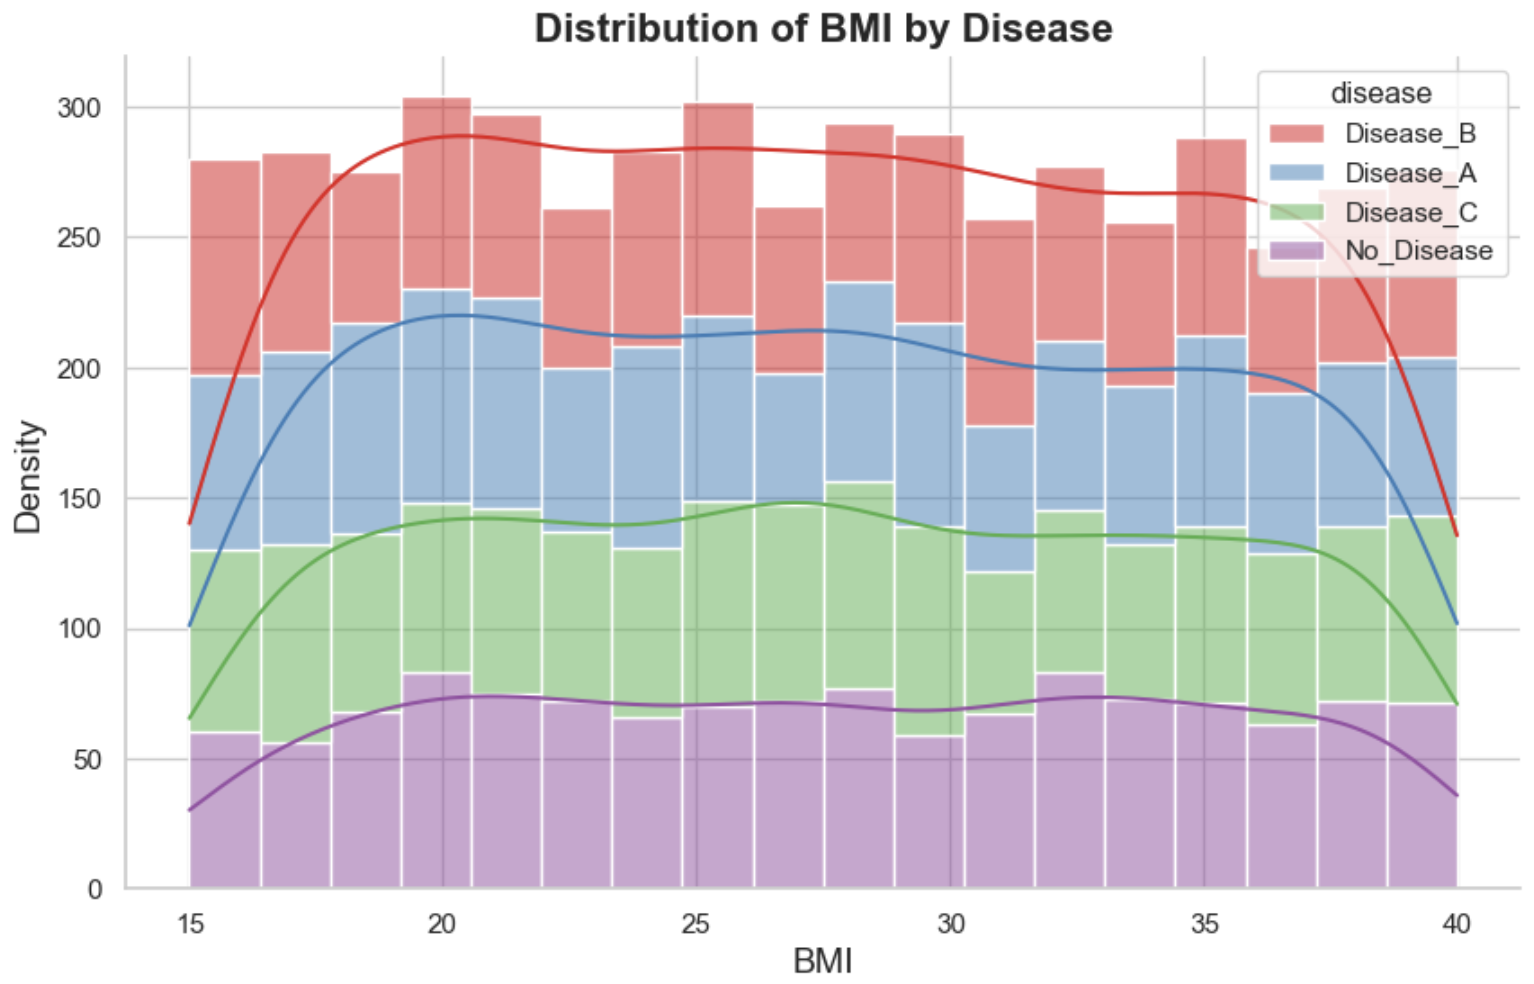 Distribution of BMI by Disease
disease
Disease_B
Disease_A
Disease_C
No_Disease
Density
300
250
200
150
100
50
0
15 20 25 30 35 40
BMI